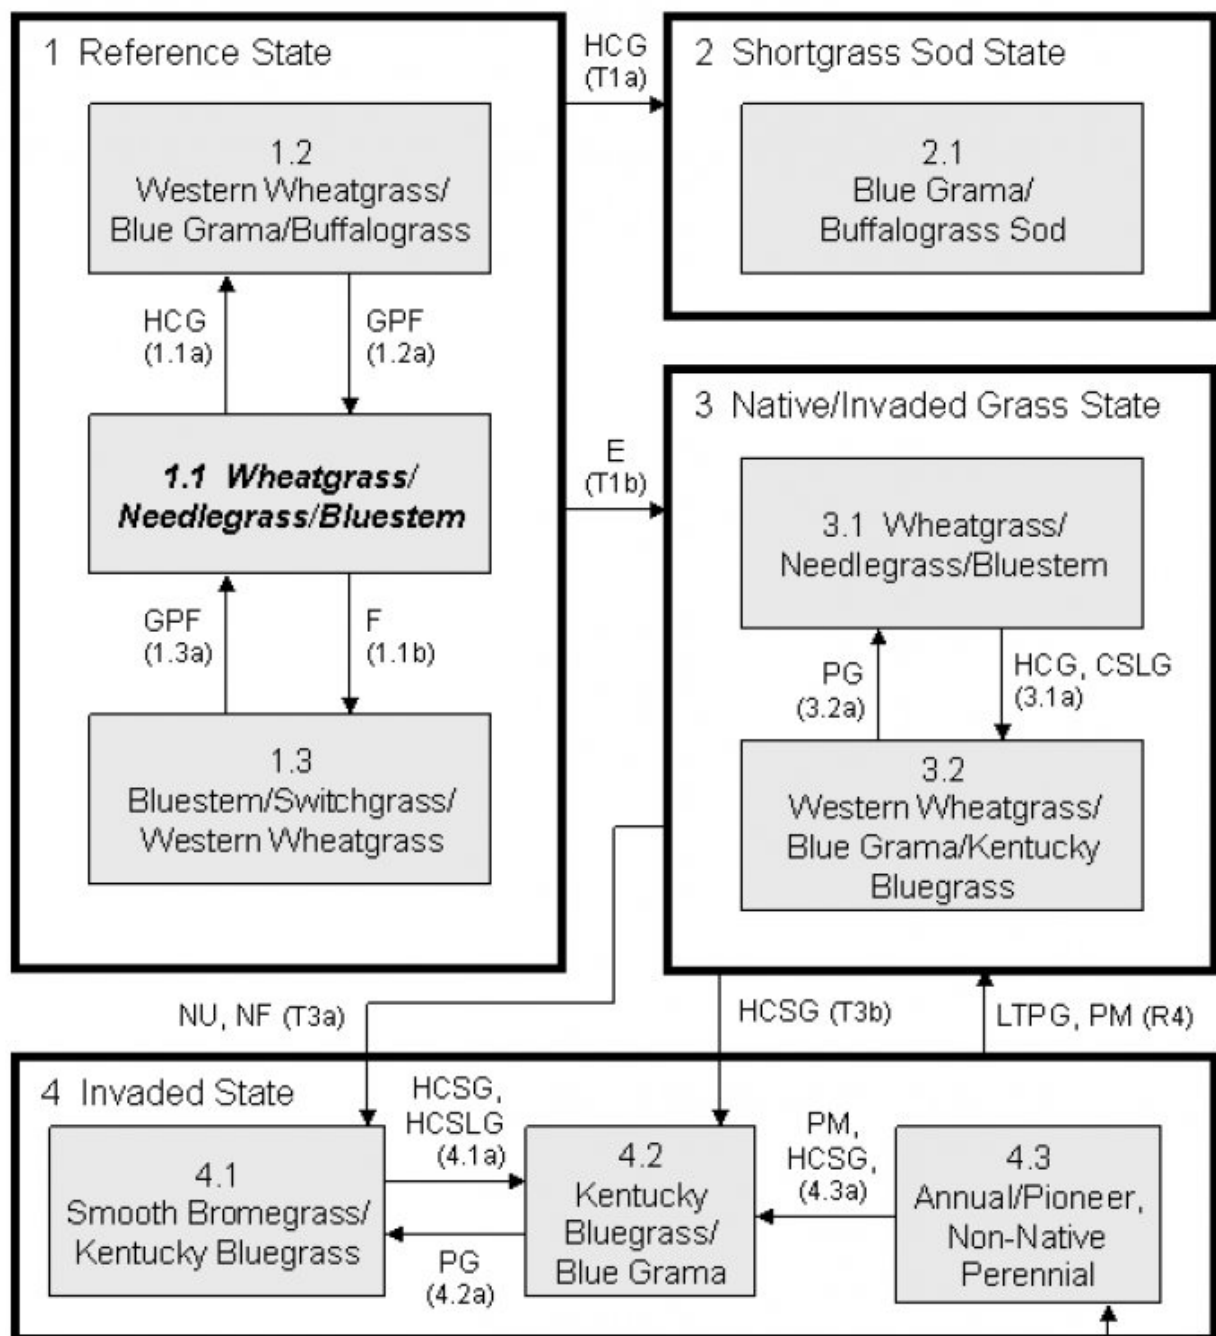 1 Reference State
1.2
Western Wheatgrass/
Blue Grama/Buffalograss
HCG
(1.1a)
GPF
(1.2a)
1.1 Wheatgrass/
Needlegrass/Bluestem
GPF
(1.3a)
F
(1.1b)
1.3
Bluestem/Switchgrass/
Western Wheatgrass
HCG
(T1a)
2 Shortgrass Sod State
2.1
Blue Grama/
Buffalograss Sod
E
(T1b)
3 Native/Invaded Grass State
3.1 Wheatgrass/
Needlegrass/Bluestem
PG
(3.2a)
HCG, CSLG
(3.1a)
3.2
Western Wheatgrass/
Blue Grama/Kentucky
Bluegrass
NU, NF (T3a)
HCSG (T3b)
LTPG, PM (R4)
4 Invaded State
4.1
Smooth Bromegrass/
Kentucky Bluegrass
HCSG,
HCSLG
(4.1a)
PG
(4.2a)
4.2
Kentucky
Bluegrass/
Blue Grama
PM,
HCSG,
(4.3a)
4.3
Annual/Pioneer,
Non-Native
Perennial